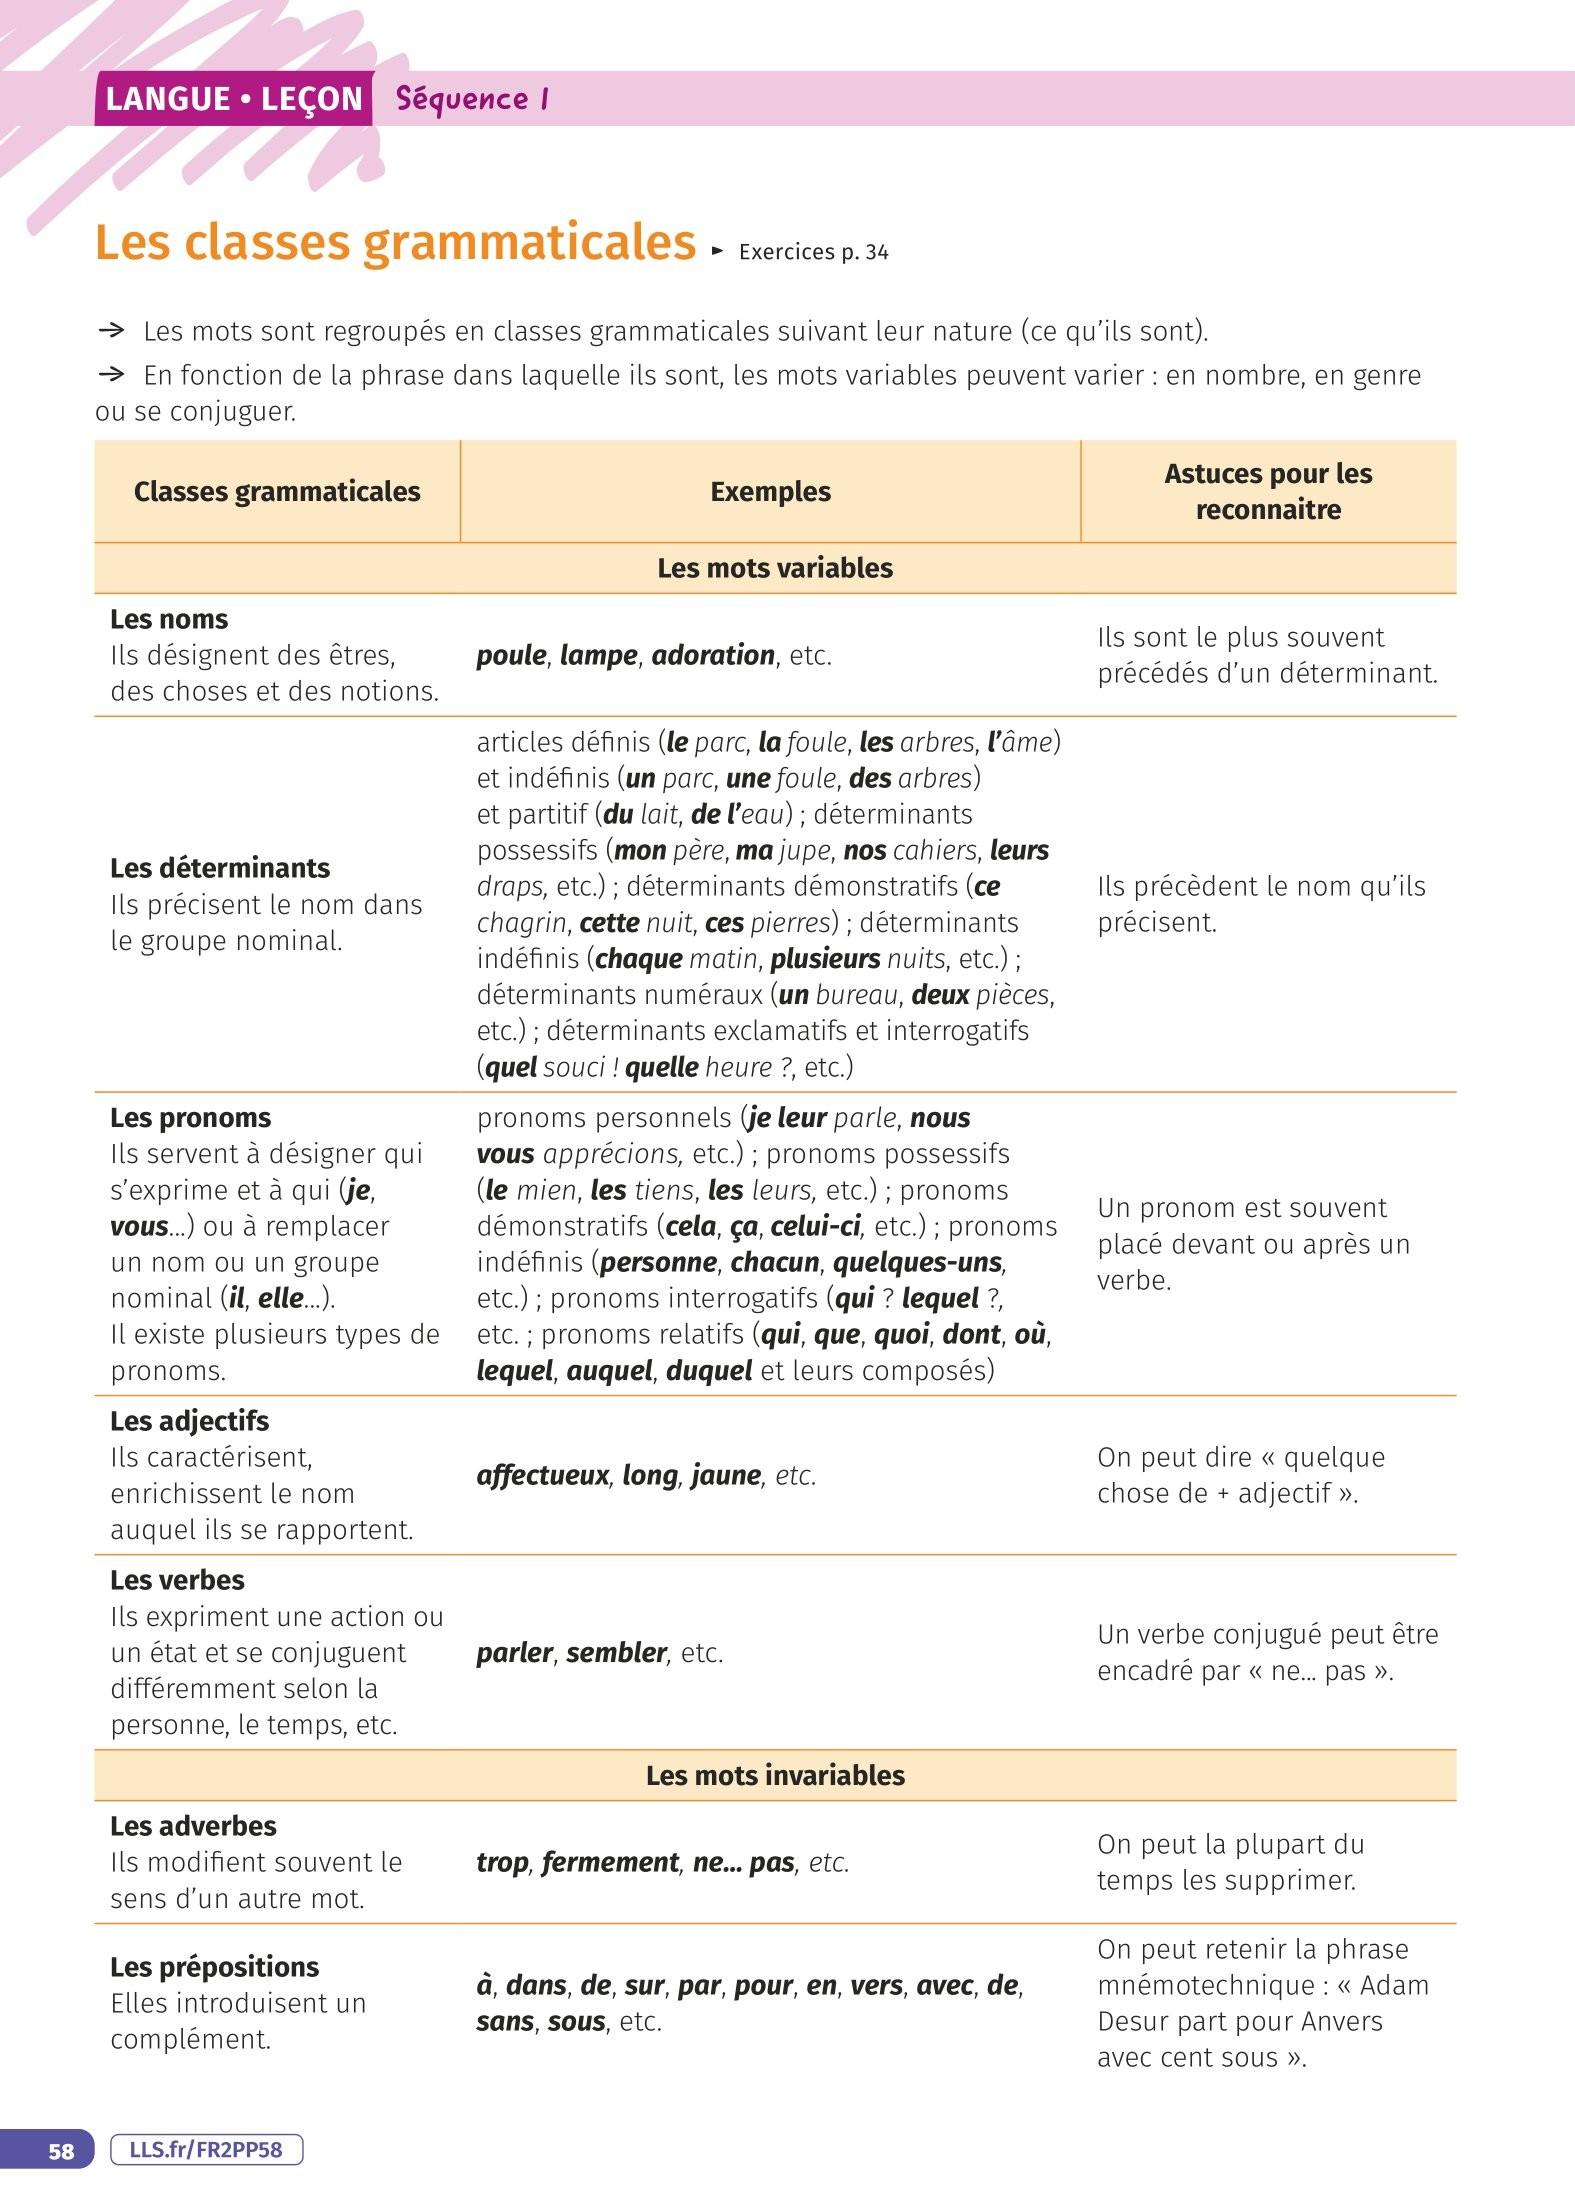 LANGUE • LEÇON Séquence 1
Les classes grammaticales ► Exercices p. 34
→ Les mots sont regroupés en classes grammaticales suivant leur nature (ce qu’ils sont).
→ En fonction de la phrase dans laquelle ils sont, les mots variables peuvent varier : en nombre, en genre
ou se conjuguer.
Classes grammaticales
Exemples
Astuces pour les
reconnaitre
Les mots variables
Les noms
Ils désignent des êtres,
des choses et des notions.
poule, lampe, adoration, etc.
Ils sont le plus souvent
précédés d’un déterminant.
Les déterminants
Ils précisent le nom dans
le groupe nominal.
articles définis (le parc, la foule, les arbres, l’âme)
et indéfinis (un parc, une foule, des arbres)
et partitif (du lait, de l’eau) ; déterminants
possessifs (mon père, ma jupe, nos cahiers, leurs
draps, etc.) ; déterminants démonstratifs (ce
chagrin, cette nuit, ces pierres) ; déterminants
indéfinis (chaque matin, plusieurs nuits, etc.) ;
déterminants numéraux (un bureau, deux pièces,
etc.) ; déterminants exclamatifs et interrogatifs
(quel souci ! quelle heure ?, etc.)
Ils précèdent le nom qu’ils
précisent.
Les pronoms
Ils servent à désigner qui
s’exprime et à qui (je,
vous…) ou à remplacer
un nom ou un groupe
nominal (il, elle…).
Il existe plusieurs types de
pronoms.
pronoms personnels (je leur parle, nous
vous apprécions, etc.) ; pronoms possessifs
(le mien, les tiens, les leurs, etc.) ; pronoms
démonstratifs (cela, ça, celui-ci, etc.) ; pronoms
indéfinis (personne, chacun, quelques-uns,
etc.) ; pronoms interrogatifs (qui ? lequel ?,
etc. ; pronoms relatifs (qui, que, quoi, dont, où,
lequel, auquel, duquel et leurs composés)
Un pronom est souvent
placé devant ou après un
verbe.
Les adjectifs
Ils caractérisent,
enrichissent le nom
auquel ils se rapportent.
affectueux, long, jaune, etc.
On peut dire « quelque
chose de + adjectif ».
Les verbes
Ils expriment une action ou
un état et se conjuguent
différemment selon la
personne, le temps, etc.
parler, sembler, etc.
Un verbe conjugué peut être
encadré par « ne… pas ».
Les mots invariables
Les adverbes
Ils modifient souvent le
sens d’un autre mot.
trop, fermement, ne… pas, etc.
On peut la plupart du
temps les supprimer.
Les prépositions
Elles introduisent un
complément.
à, dans, de, sur, par, pour, en, vers, avec, de,
sans, sous, etc.
On peut retenir la phrase
mnémotechnique : « Adam
Desur part pour Anvers
avec cent sous ».
58 LLS.fr/FR2PP58